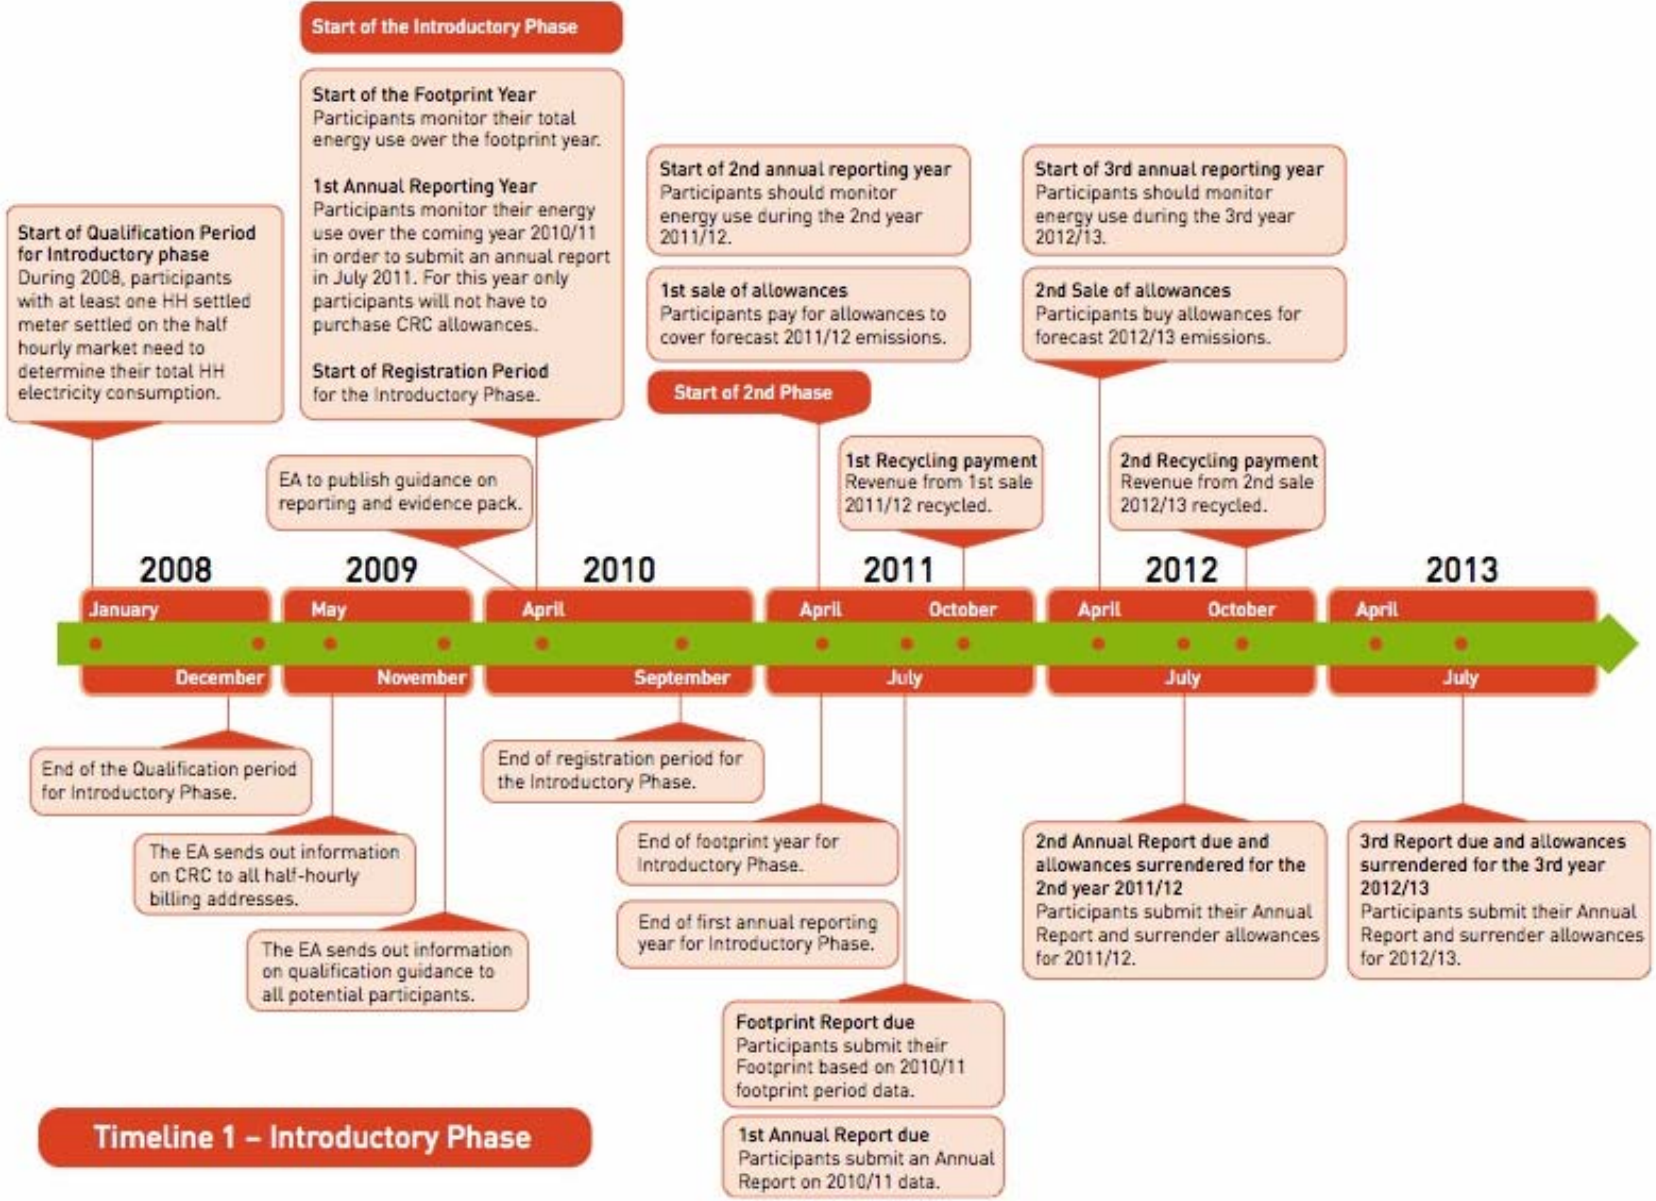 Start of the Introductory Phase
Start of the Footprint Year
Participants monitor their total
energy use over the footprint year.
1st Annual Reporting Year
Participants monitor their energy
use over the coming year 2010/11
in order to submit an annual report
in July 2011. For this year only
participants will not have to
purchase CRC allowances.
Start of Registration Period
for the Introductory Phase.
Start of Qualification Period
for Introductory phase
During 2008, participants
with at least one HH settled
meter settled on the half
hourly market need to
determine their total HH
electricity consumption.
Start of 2nd annual reporting year
Participants should monitor
energy use during the 2nd year
2011/12.
1st sale of allowances
Participants pay for allowances to
cover forecast 2011/12 emissions.
Start of 2nd Phase
Start of 3rd annual reporting year
Participants should monitor
energy use during the 3rd year
2012/13.
2nd Sale of allowances
Participants buy allowances for
forecast 2012/13 emissions.
EA to publish guidance on
reporting and evidence pack.
1st Recycling payment
Revenue from 1st sale
2011/12 recycled.
2nd Recycling payment
Revenue from 2nd sale
2012/13 recycled.
2008
2009
2010
2011
2012
2013
January
May
April
April
October
April
October
April
December
November
September
July
July
July
End of the Qualification period
for Introductory Phase.
The EA sends out information
on CRC to all half-hourly
billing addresses.
The EA sends out information
on qualification guidance to
all potential participants.
End of registration period for
the Introductory Phase.
End of footprint year for
Introductory Phase.
End of first annual reporting
year for Introductory Phase.
Footprint Report due
Participants submit their
Footprint based on 2010/11
footprint period data.
1st Annual Report due
Participants submit an Annual
Report on 2010/11 data.
2nd Annual Report due and
allowances surrendered for the
2nd year 2011/12
Participants submit their Annual
Report and surrender allowances
for 2011/12.
3rd Report due and allowances
surrendered for the 3rd year
2012/13
Participants submit their Annual
Report and surrender allowances
for 2012/13.
Timeline 1 – Introductory Phase